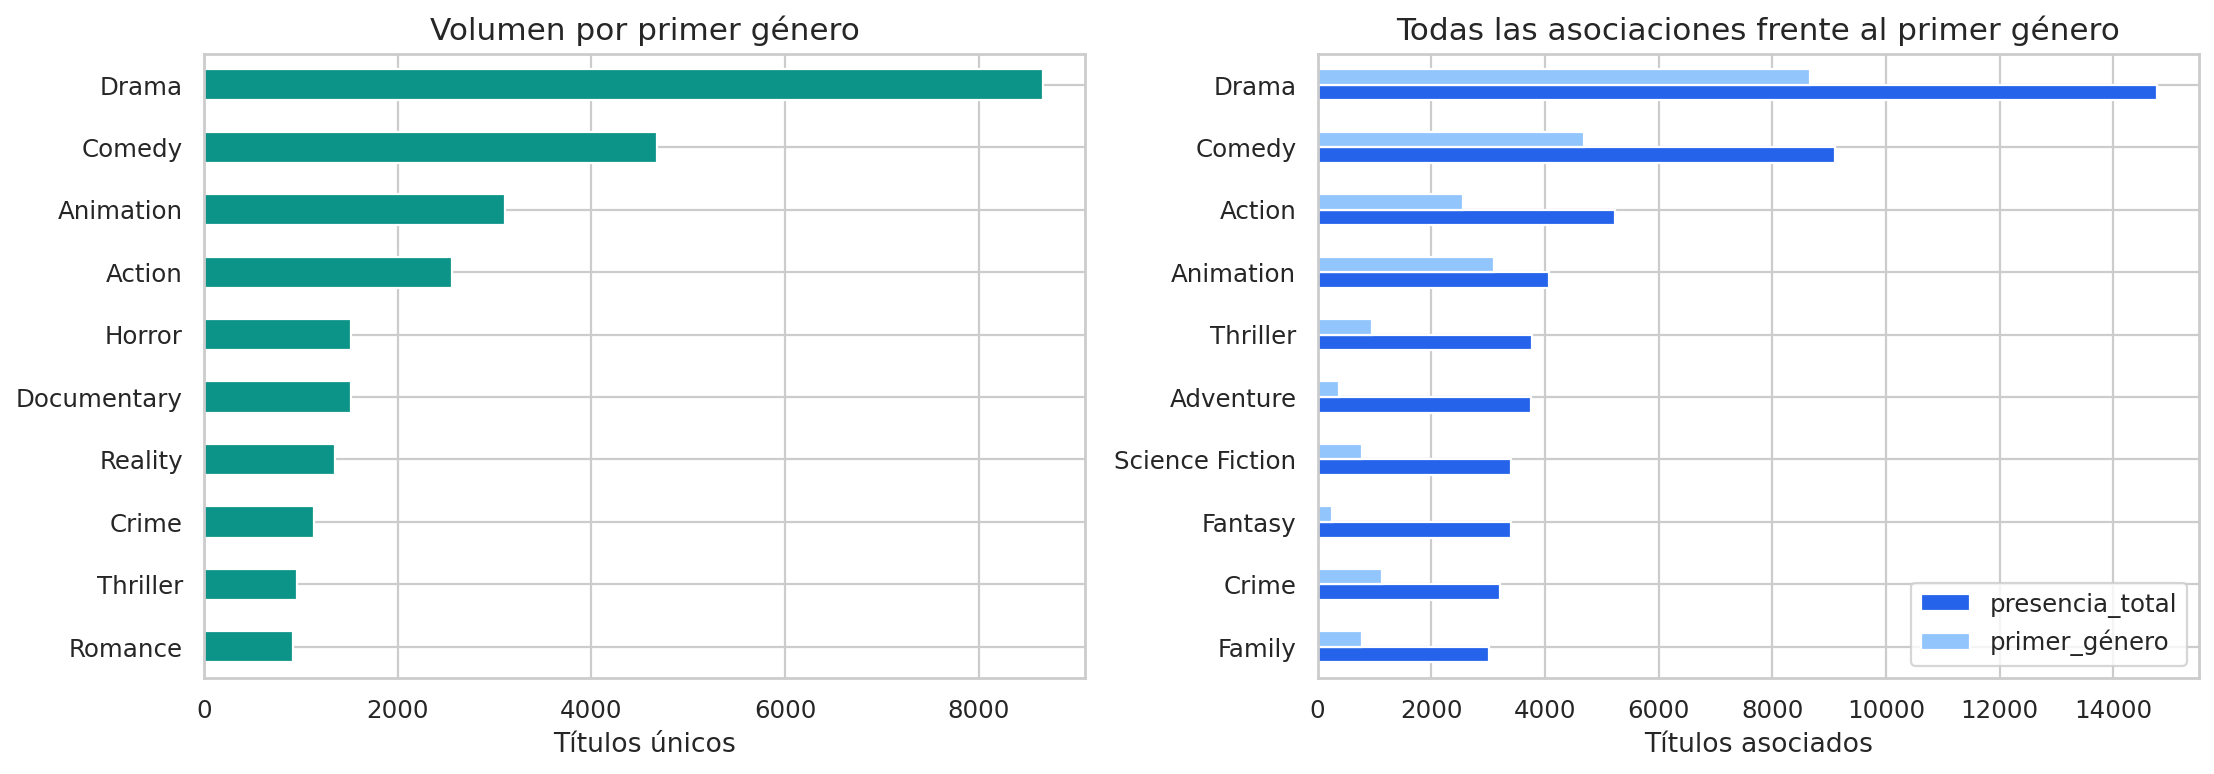 Volumen por primer género
Drama
Comedy
Animation
Action
Horror
Documentary
Reality
Crime
Thriller
Romance
0 2000 4000 6000 8000
Títulos únicos
Todas las asociaciones frente al primer género
Drama
Comedy
Action
Animation
Thriller
Adventure
Science Fiction
Fantasy
Crime
Family
presencia_total
primer_género
0 2000 4000 6000 8000 10000 12000 14000
Títulos asociados